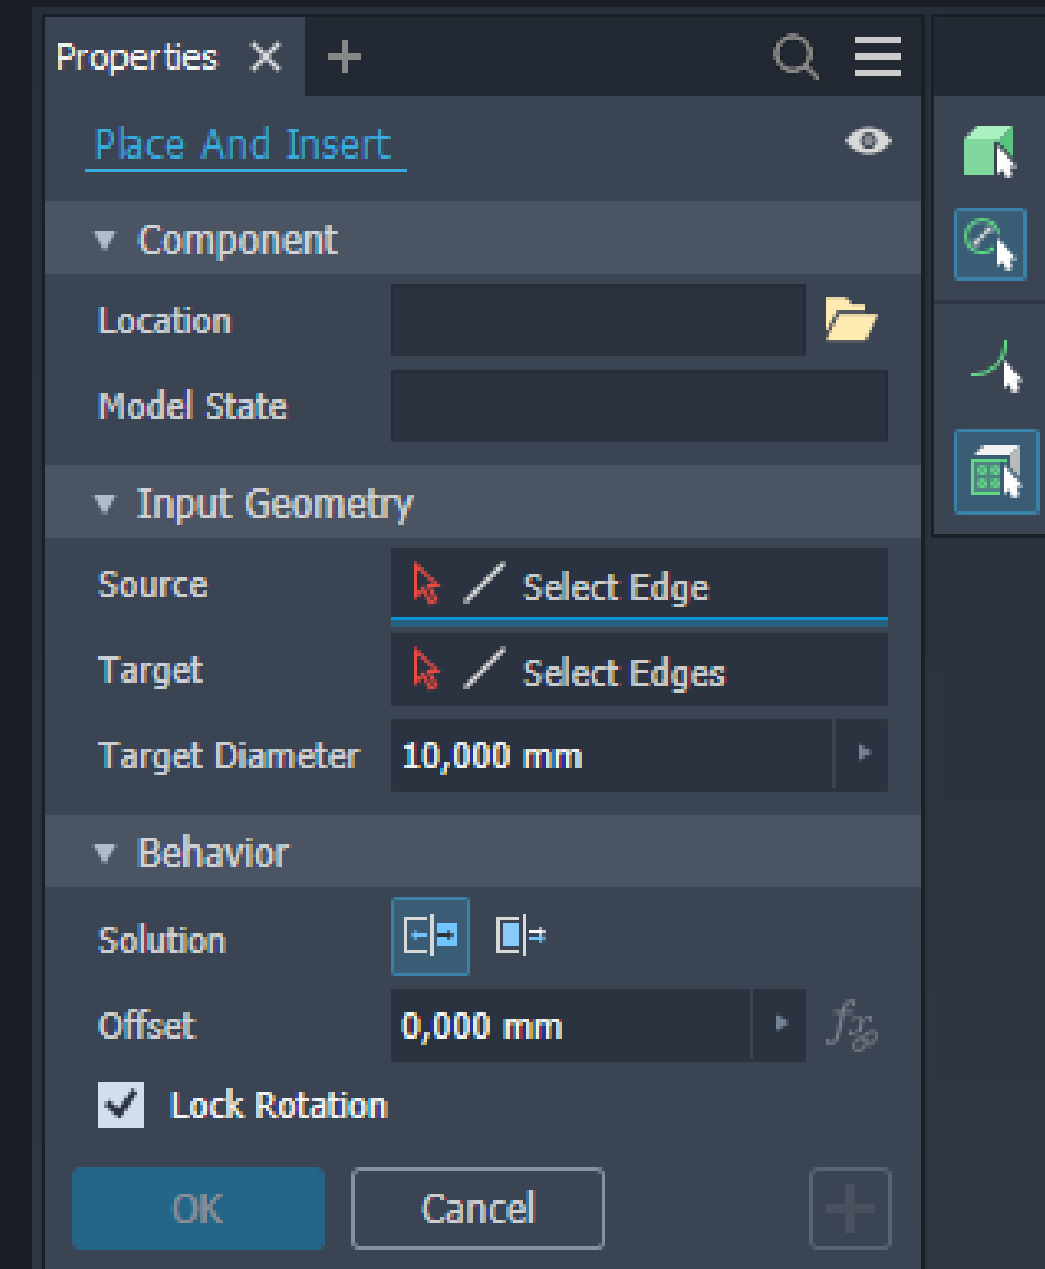 Properties
Place And Insert
Component
Location
Model State
Input Geometry
Source Select Edge
Target Select Edges
Target Diameter 10,000 mm
Behavior
Solution
Offset 0,000 mm fx
Lock Rotation
OK Cancel